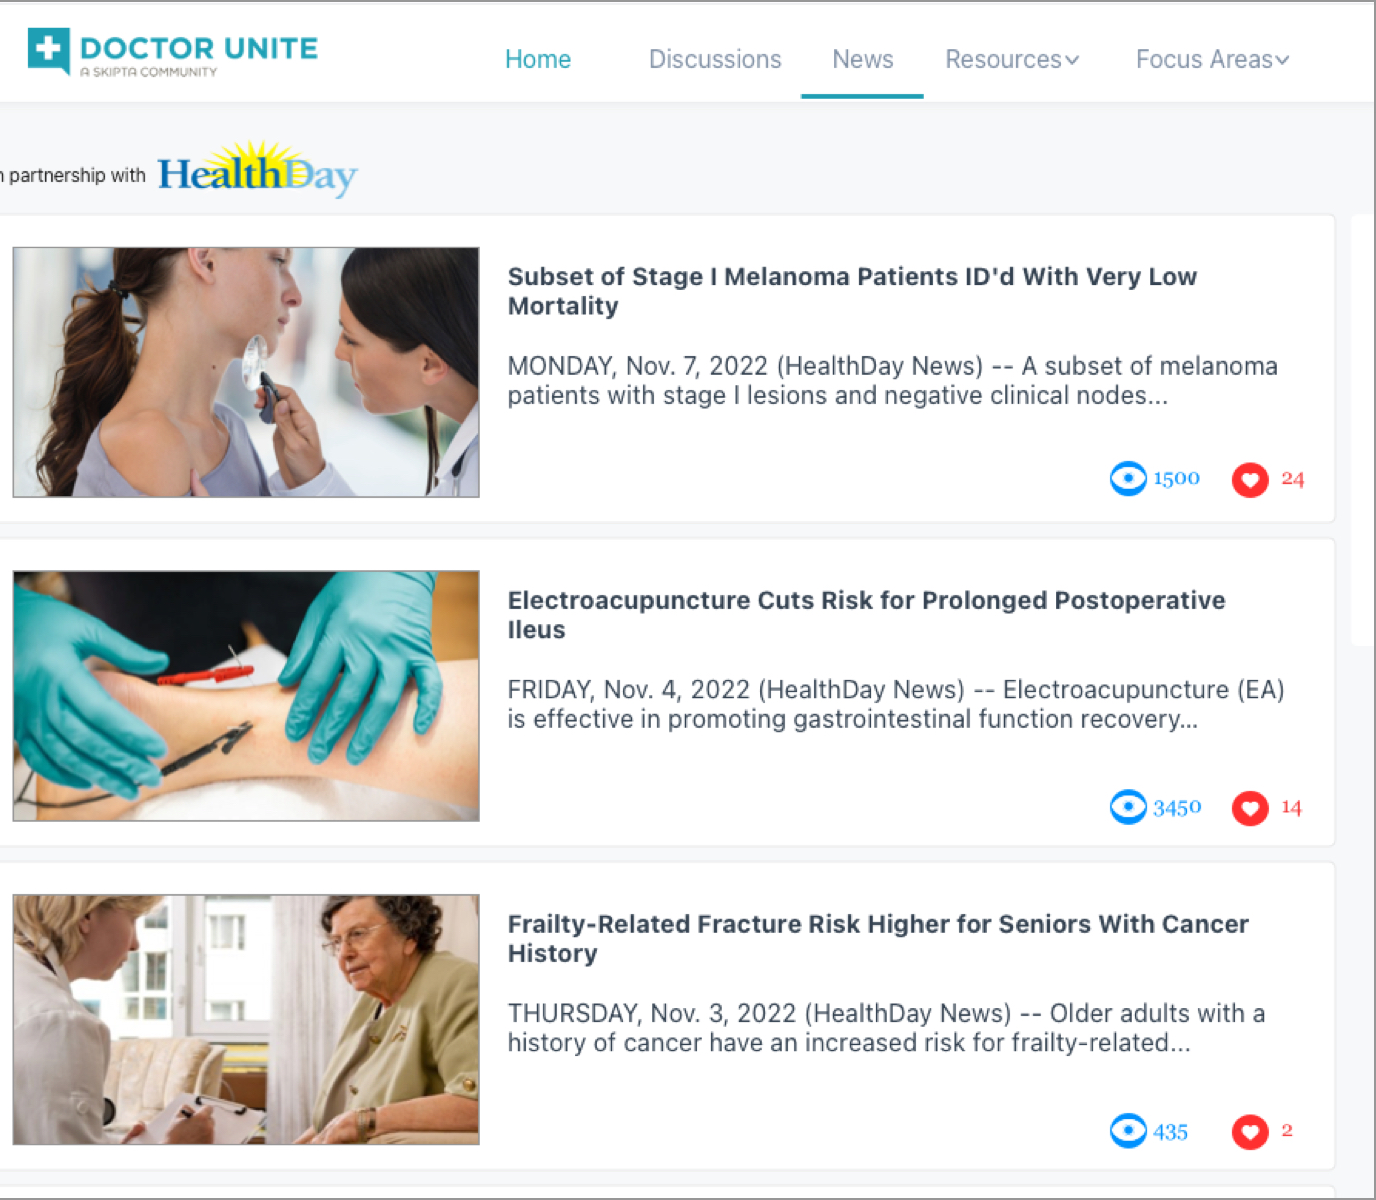 DOCTOR UNITE
A SKIPTA COMMUNITY
Home Discussions News Resources Focus Areas
partnership with HealthDay
Subset of Stage I Melanoma Patients ID'd With Very Low
Mortality
MONDAY, Nov. 7, 2022 (HealthDay News) -- A subset of melanoma
patients with stage I lesions and negative clinical nodes...
1500 24
Electroacupuncture Cuts Risk for Prolonged Postoperative
Ileus
FRIDAY, Nov. 4, 2022 (HealthDay News) -- Electroacupuncture (EA)
is effective in promoting gastrointestinal function recovery...
3450 14
Frailty-Related Fracture Risk Higher for Seniors With Cancer
History
THURSDAY, Nov. 3, 2022 (HealthDay News) -- Older adults with a
history of cancer have an increased risk for frailty-related...
435 2